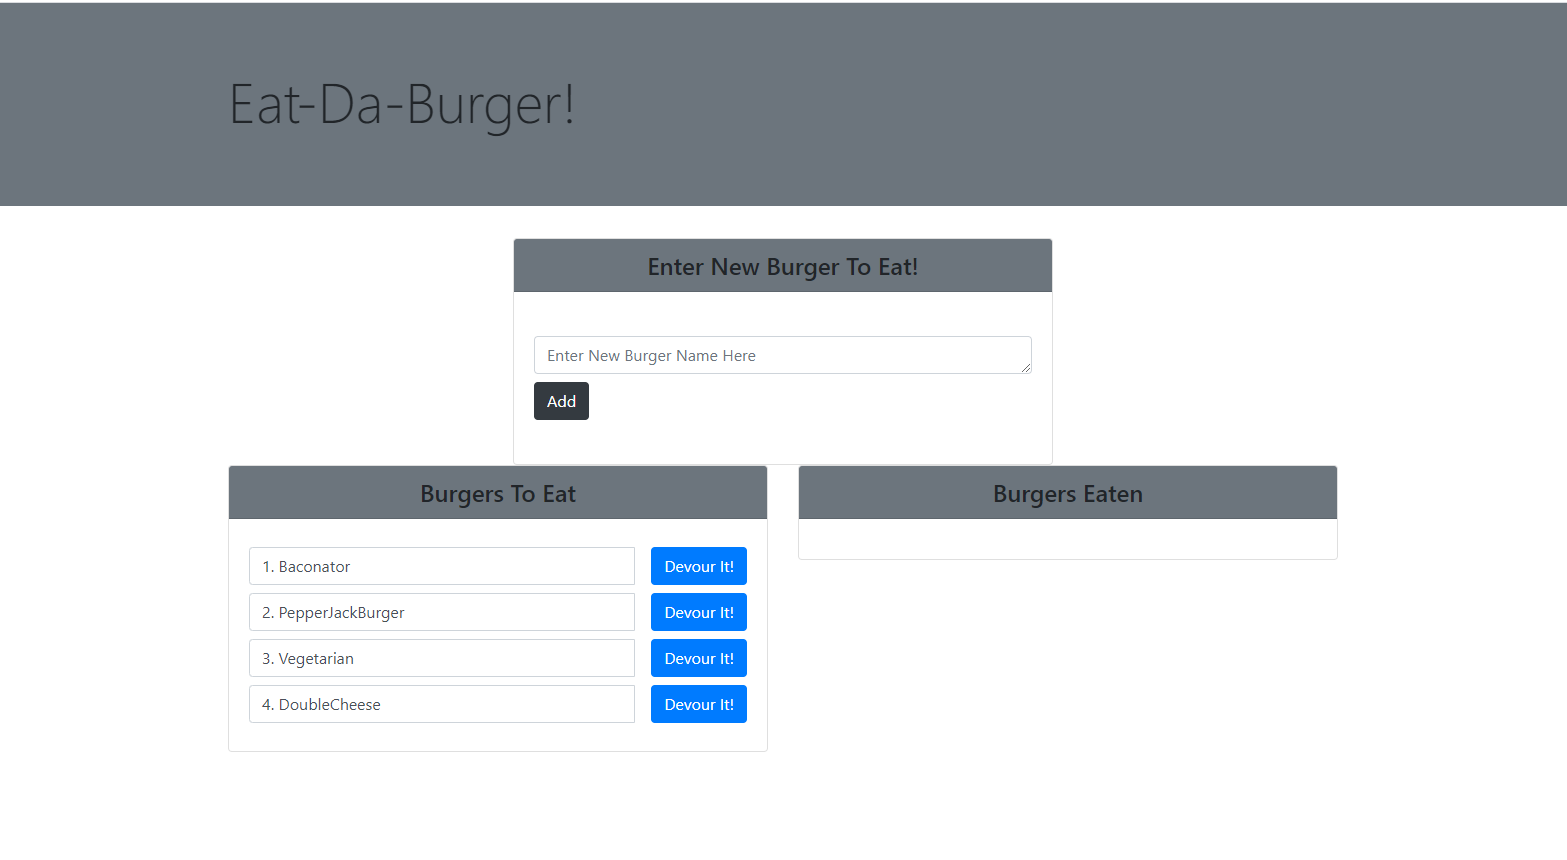 Eat-Da-Burger!
Enter New Burger To Eat!
Enter New Burger Name Here
Add
Burgers To Eat
1. Baconator
Devour It!
2. PepperJackBurger
Devour It!
3. Vegetarian
Devour It!
4. DoubleCheese
Devour It!
Burgers Eaten